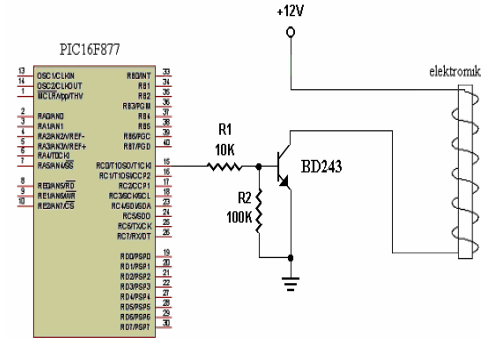 +12V
PIC16F877
elektromik
13 OSC1/CLKIN RB0/INT 33
14 OSC2/CLKOUT RB1 34
1 MCLR/Vpp/THV RB2 35
RB3/PGM 36
2 RA0/AN0 RB4 37
3 RA1/AN1 RB5 38
4 RA2/AN2/VREF- RB6/PGC 39
5 RA3/AN3/VREF+ RB7/PGD 40
6 RA4/T0CKI
7 RA5/AN4/SS RC0/T1OSO/T1CKI 15
RC1/T1OSI/CCP2 16
8 RE0/AN5/RD RC2/CCP1 17
9 RE1/AN6/WR RC3/SCK/SCL 18
10 RE2/AN7/CS RC4/SDI/SDA 23
RC5/SDO 24
RC6/TX/CK 25
RC7/RX/DT 26
RD0/PSP0 19
RD1/PSP1 20
RD2/PSP2 21
RD3/PSP3 22
RD4/PSP4 27
RD5/PSP5 28
RD6/PSP6 29
RD7/PSP7 30
R1
10K
BD243
R2
100K